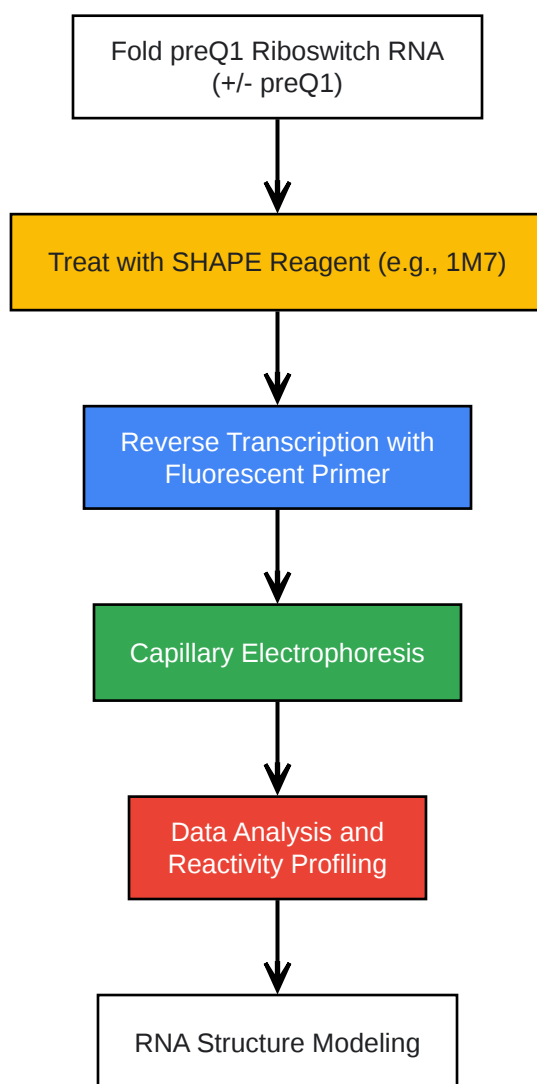 Fold preQ1 Riboswitch RNA
(+/- preQ1)
Treat with SHAPE Reagent (e.g., 1M7)
Reverse Transcription with
Fluorescent Primer
Capillary Electrophoresis
Data Analysis and
Reactivity Profiling
RNA Structure Modeling